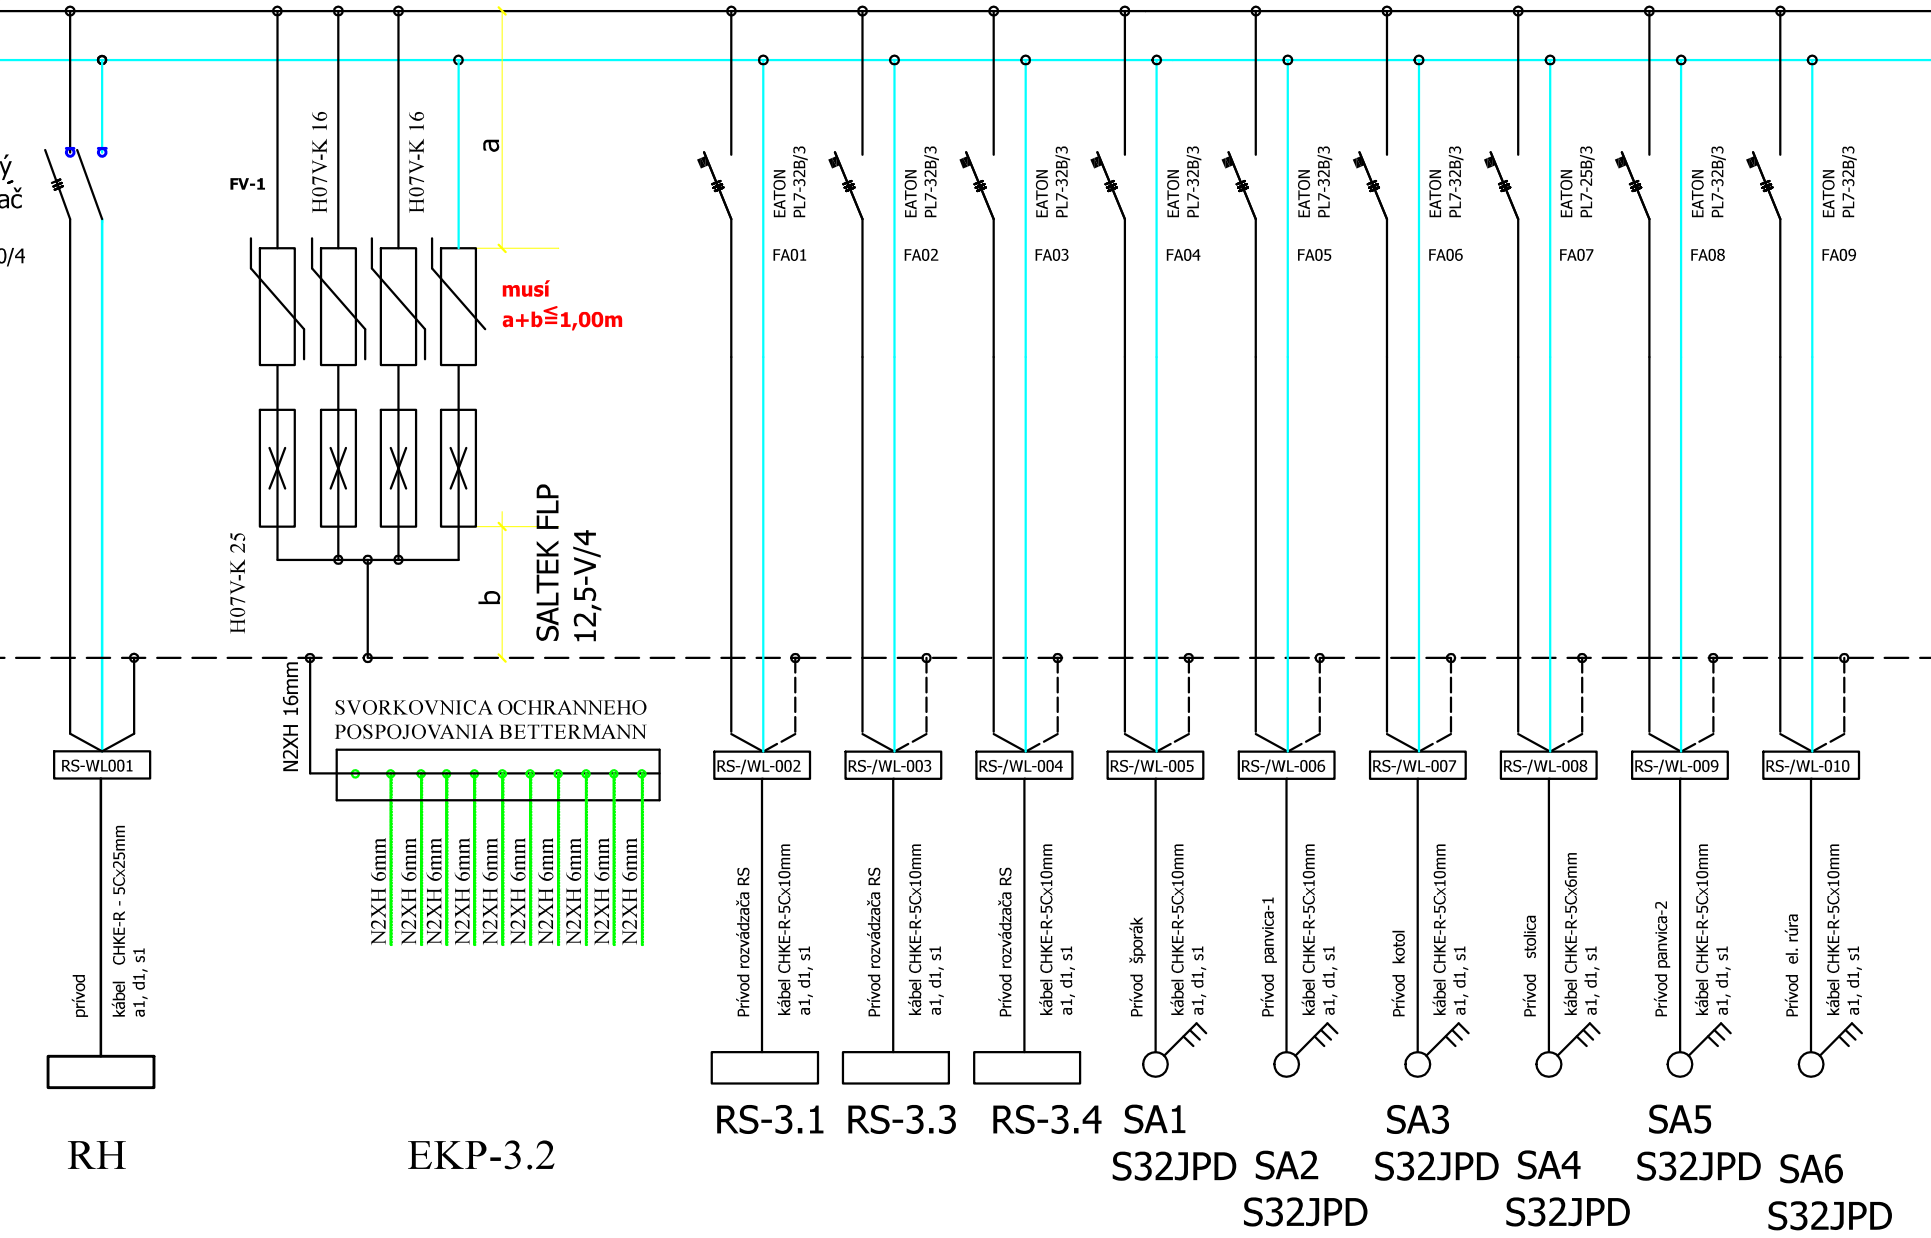 ý
ač
0/4
FV-1
H07V-K 16
H07V-K 16
a
musí
a+b≦1,00m
H07V-K 25
b
SALTEK FLP
12,5-V/4
EATON
PL7-32B/3
FA01
EATON
PL7-32B/3
FA02
EATON
PL7-32B/3
FA03
EATON
PL7-32B/3
FA04
EATON
PL7-32B/3
FA05
EATON
PL7-25B/3
FA06
EATON
PL7-25B/3
FA07
EATON
PL7-32B/3
FA08
EATON
PL7-32B/3
FA09
N2XH 16mm
SVORKOVNICA OCHRANNEHO
POSPOJOVANIA BETTERMANN
RS-WL001
RS-/WL-002
RS-/WL-003
RS-/WL-004
RS-/WL-005
RS-/WL-006
RS-/WL-007
RS-/WL-008
RS-/WL-009
RS-/WL-010
prívod
kábel CHKE-R - 5Cx25mm
a1, d1, s1
N2XH 6mm
N2XH 6mm
N2XH 6mm
N2XH 6mm
N2XH 6mm
N2XH 6mm
N2XH 6mm
N2XH 6mm
N2XH 6mm
N2XH 6mm
Prívod rozvádzača RS
kábel CHKE-R-5Cx10mm
a1, d1, s1
Prívod rozvádzača RS
kábel CHKE-R-5Cx10mm
a1, d1, s1
Prívod rozvádzača RS
kábel CHKE-R-5Cx10mm
a1, d1, s1
Prívod šporák
kábel CHKE-R-5Cx10mm
a1, d1, s1
Prívod panvica-1
kábel CHKE-R-5Cx10mm
a1, d1, s1
Prívod kotol
kábel CHKE-R-5Cx10mm
a1, d1, s1
Prívod stolica
kábel CHKE-R-5Cx6mm
a1, d1, s1
Prívod panvica-2
kábel CHKE-R-5Cx10mm
a1, d1, s1
Prívod el. rúra
kábel CHKE-R-5Cx10mm
a1, d1, s1
RH
EKP-3.2
RS-3.1
RS-3.3
RS-3.4
SA1
S32JPD
SA2
S32JPD
SA3
S32JPD
SA4
S32JPD
SA5
S32JPD
SA6
S32JPD